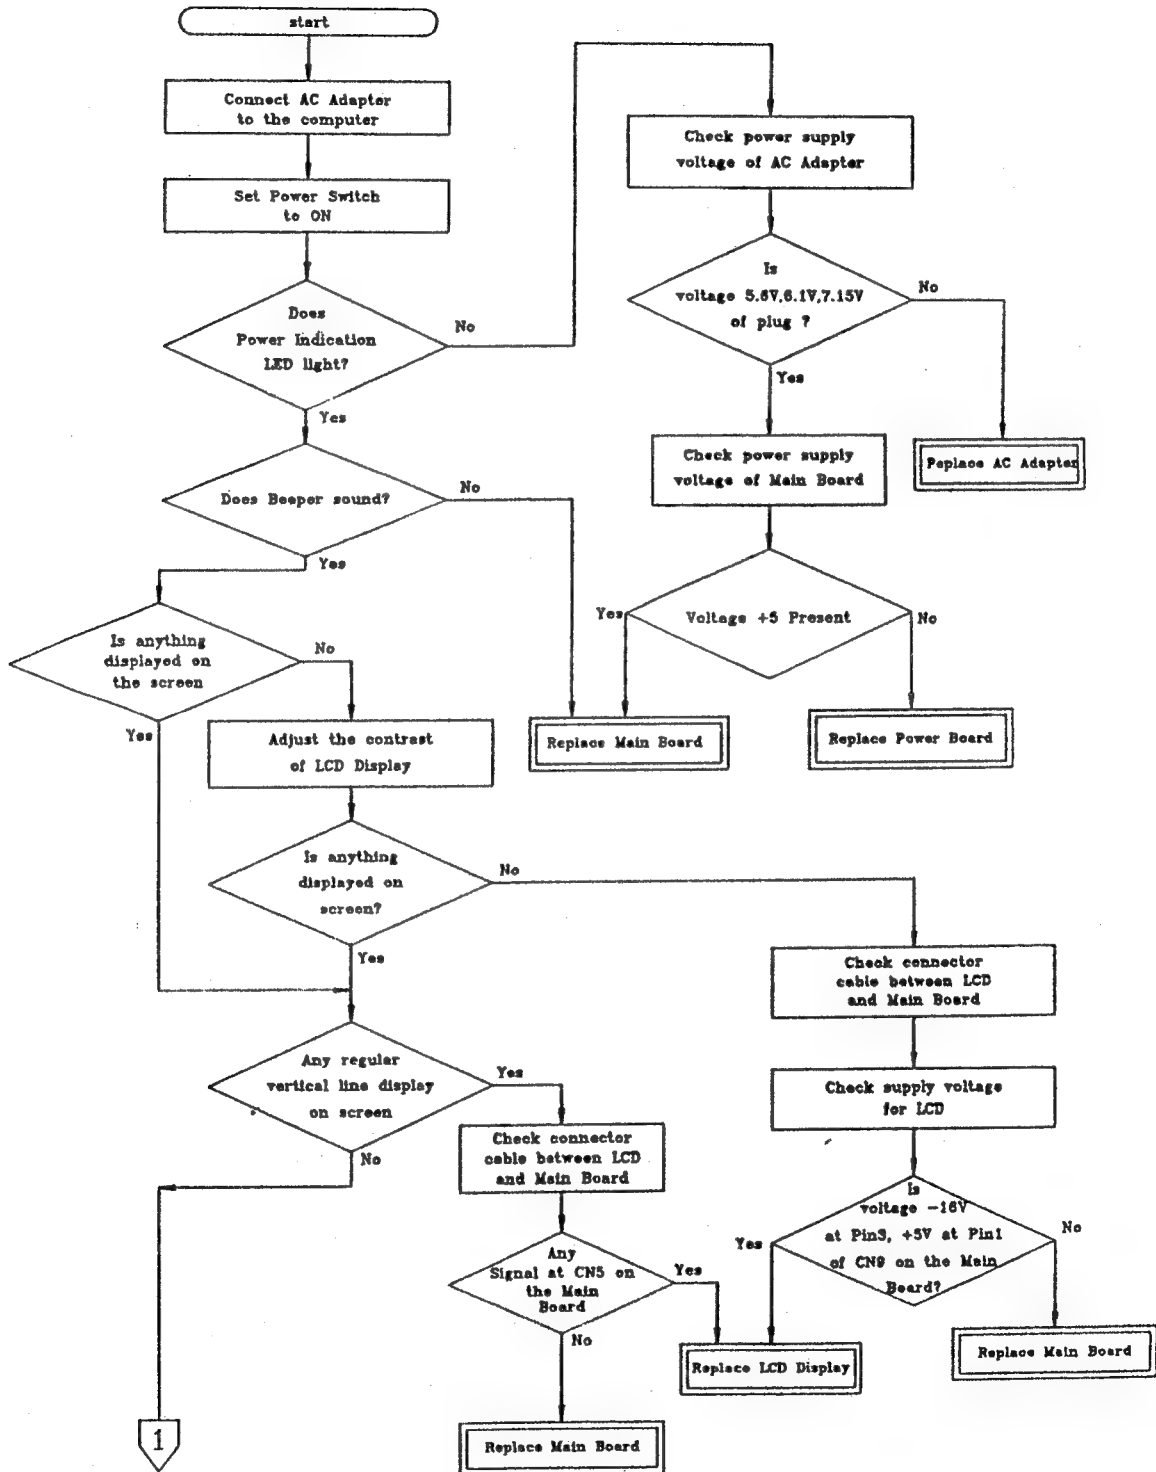 start
Connect AC Adapter
to the computer
Set Power Switch
to ON
Does
Power Indication
LED light?
No
Yes
Check power supply
voltage of AC Adapter
Is
voltage 5.6V,6.1V,7.15V
of plug ?
No
Yes
Peplace AC Adapter
Check power supply
voltage of Main Board
Voltage +5 Present
Yes
No
Replace Main Board
Replace Power Board
Does Beeper sound?
No
Yes
Is anything
displayed on
the screen
No
Yes
Adjust the contrast
of LCD Display
Is anything
displayed on
screen?
No
Yes
Check connector
cable between LCD
and Main Board
Check supply voltage
for LCD
Is
voltage -16V
at Pin3, +5V at Pin1
of CN9 on the Main
Board?
Yes
No
Replace Main Board
Any regular
vertical line display
on screen
Yes
No
Check connector
cable between LCD
and Main Board
Any
Signal at CN5 on
the Main
Board
Yes
No
Replace LCD Display
Replace Main Board
1